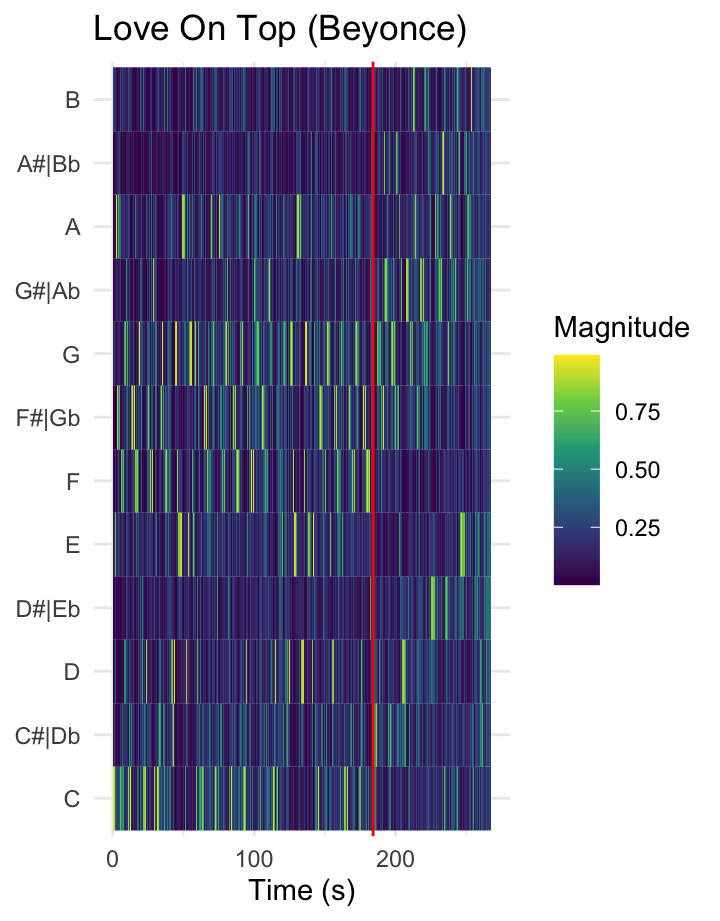 Love On Top (Beyonce)
B
A#|Bb
A
G#|Ab
G
F#|Gb
F
E
D#|Eb
D
C#|Db
C
0 100 200
Time (s)
Magnitude
0.75
0.50
0.25